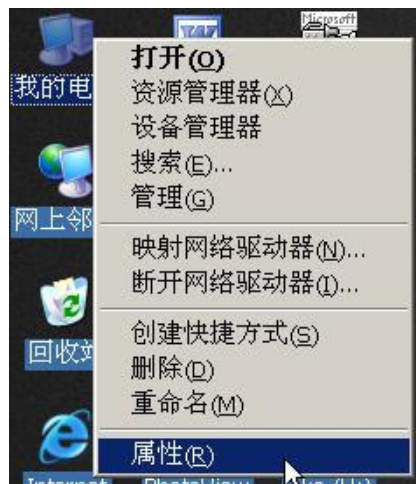 Microsoft
我的电
打开(O)
资源管理器(X)
设备管理器
搜索(E)...
管理(G)
网上邻
映射网络驱动器(N)...
断开网络驱动器(I)...
创建快捷方式(S)
回收站
删除(D)
重命名(M)
属性(R)